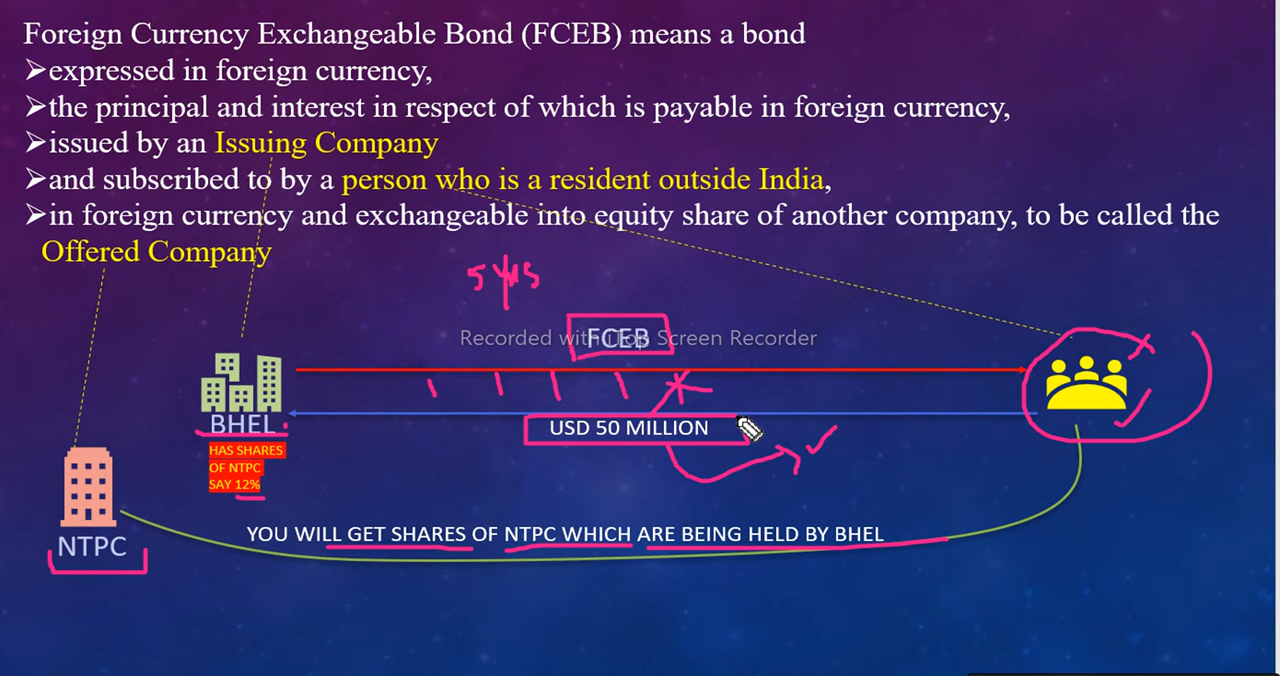 Foreign Currency Exchangeable Bond (FCEB) means a bond
➢expressed in foreign currency,
➢the principal and interest in respect of which is payable in foreign currency,
➢issued by an Issuing Company
➢and subscribed to by a person who is a resident outside India,
➢in foreign currency and exchangeable into equity share of another company, to be called the
Offered Company
5 yrs
FCEB
Recorded with iTop Screen Recorder
BHEL
USD 50 MILLION
HAS SHARES
OF NTPC
SAY 12%
YOU WILL GET SHARES OF NTPC WHICH ARE BEING HELD BY BHEL
NTPC